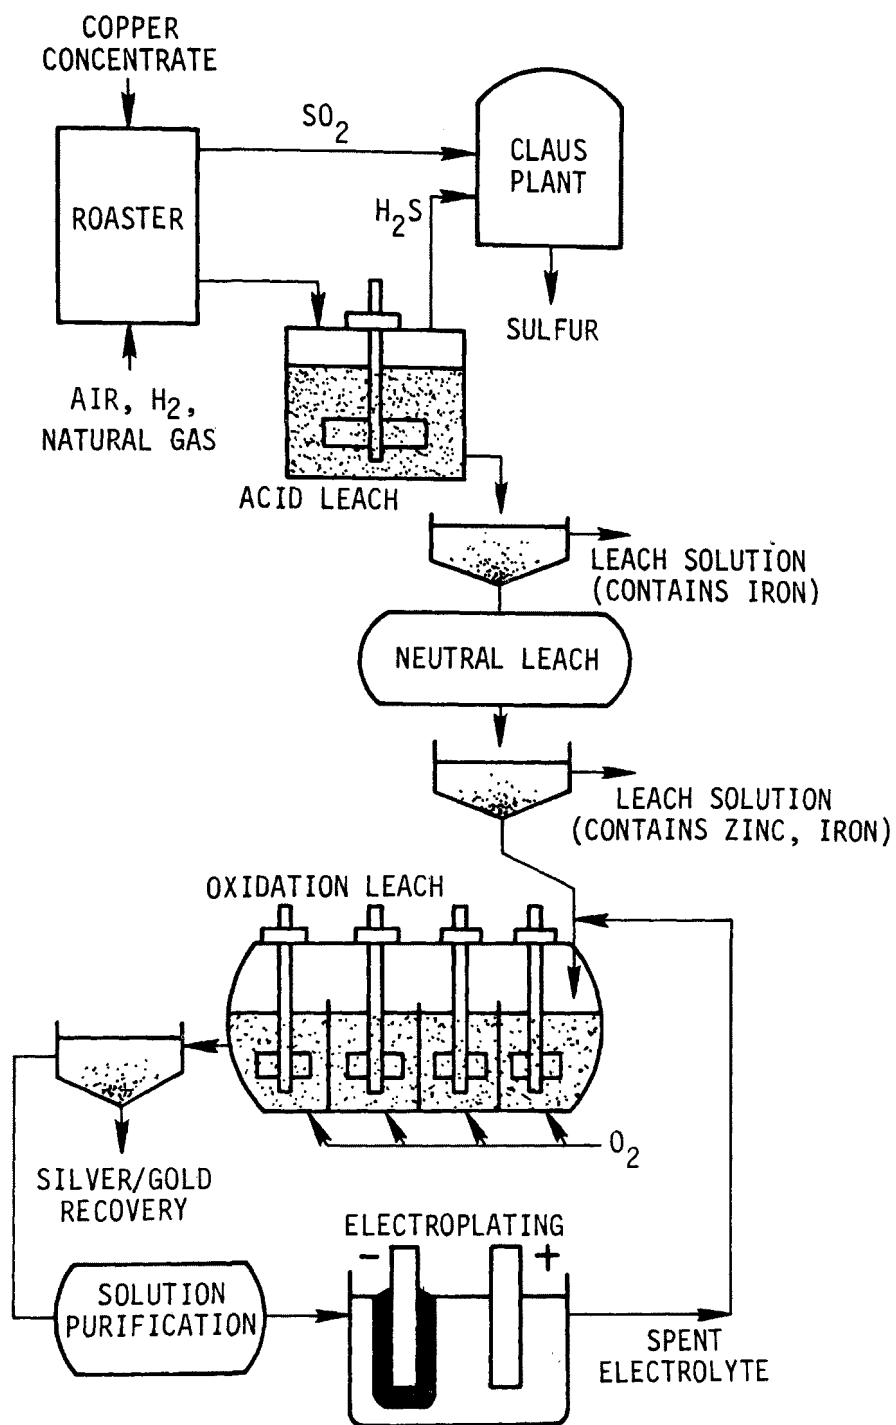 COPPER
CONCENTRATE
SO2
CLAUS
PLANT
ROASTER
H2S
SULFUR
AIR, H2,
NATURAL GAS
ACID LEACH
LEACH SOLUTION
(CONTAINS IRON)
NEUTRAL LEACH
LEACH SOLUTION
(CONTAINS ZINC, IRON)
OXIDATION LEACH
O2
SILVER/GOLD
RECOVERY
ELECTROPLATING
- +
SOLUTION
PURIFICATION
SPENT
ELECTROLYTE